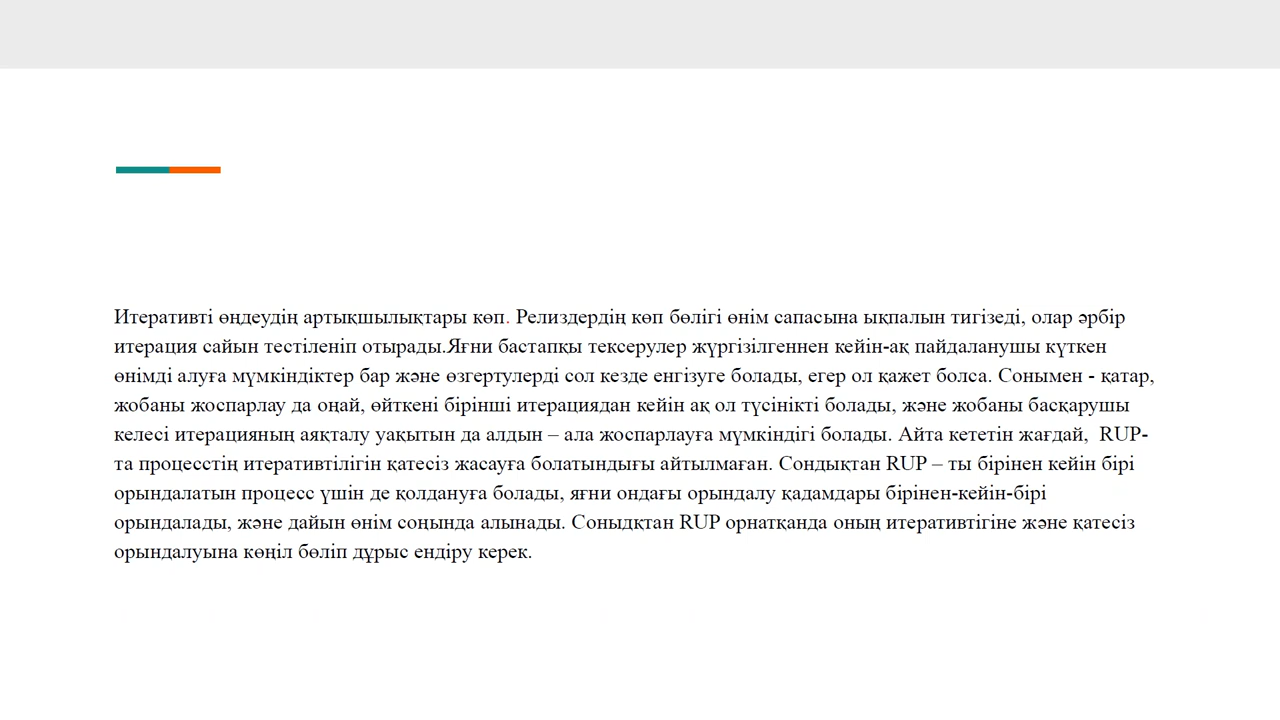 Итеративті өңдеудің артықшылықтары көп. Релиздердің көп бөлігі өнім сапасына ықпалын тигізеді, олар әрбір
итерация сайын тестіленіп отырады.Яғни бастапқы тексерулер жүргізілгеннен кейін-ақ пайдаланушы күткен
өнімді алуға мүмкіндіктер бар және өзгертулерді сол кезде енгізуге болады, егер ол қажет болса. Сонымен - қатар,
жобаны жоспарлау да оңай, өйткені бірінші итерациядан кейін ақ ол түсінікті болады, және жобаны басқарушы
келесі итерацияның аяқталу уақытын да алдын – ала жоспарлауға мүмкіндігі болады. Айта кететін жағдай,  RUP-
та процесстің итеративтілігін қатесіз жасауға болатындығы айтылмаған. Сондықтан RUP – ты бірінен кейін бірі
орындалатын процесс үшін де қолдануға болады, яғни ондағы орындалу қадамдары бірінен-кейін-бірі
орындалады, және дайын өнім соңында алынады. Соныдқтан RUP орнатқанда оның итеративтігіне және қатесіз
орындалуына көңіл бөліп дұрыс ендіру керек.